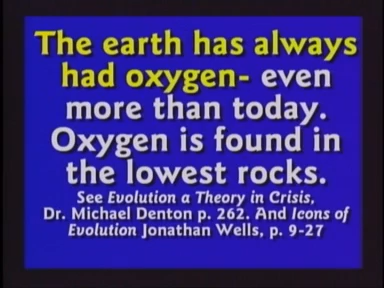 The earth has always
had oxygen- even
more than today.
Oxygen is found in
the lowest rocks.
See Evolution a Theory in Crisis,
Dr. Michael Denton p. 262. And Icons of
Evolution Jonathan Wells, p. 9-27